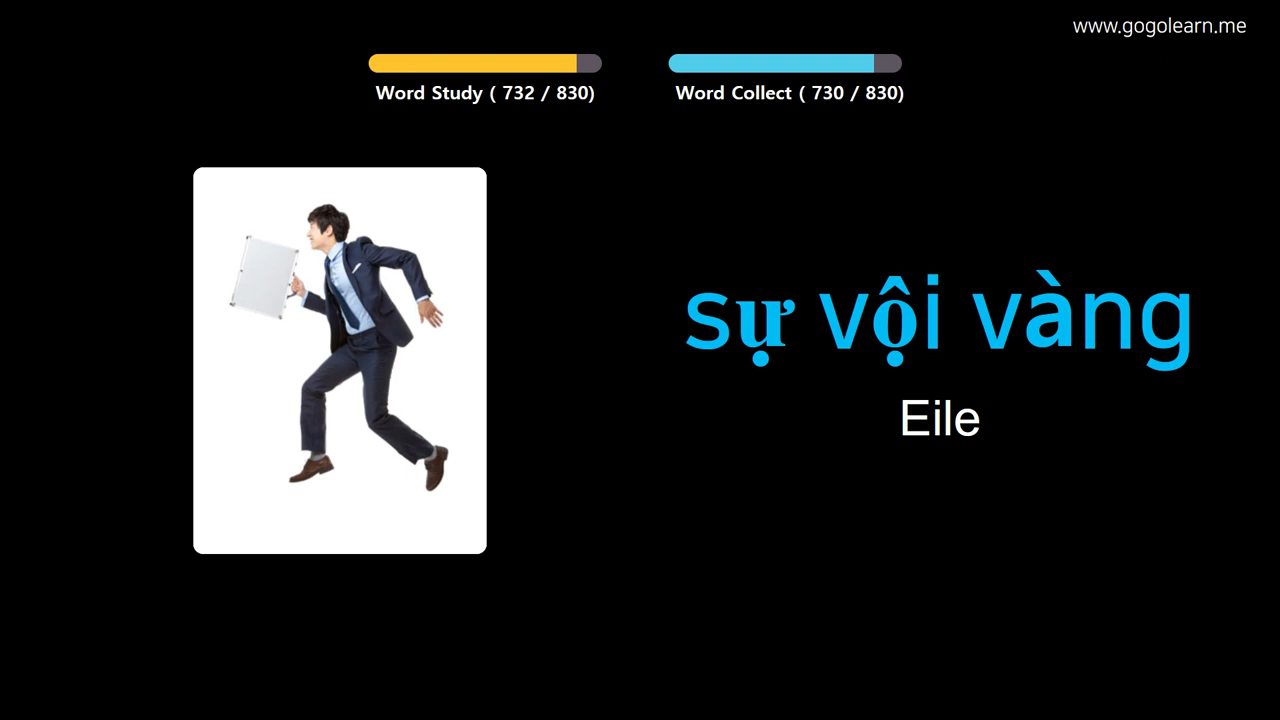 www.gogolearn.me
Word Study ( 732 / 830)
Word Collect ( 730 / 830)
sự vội vàng
Eile